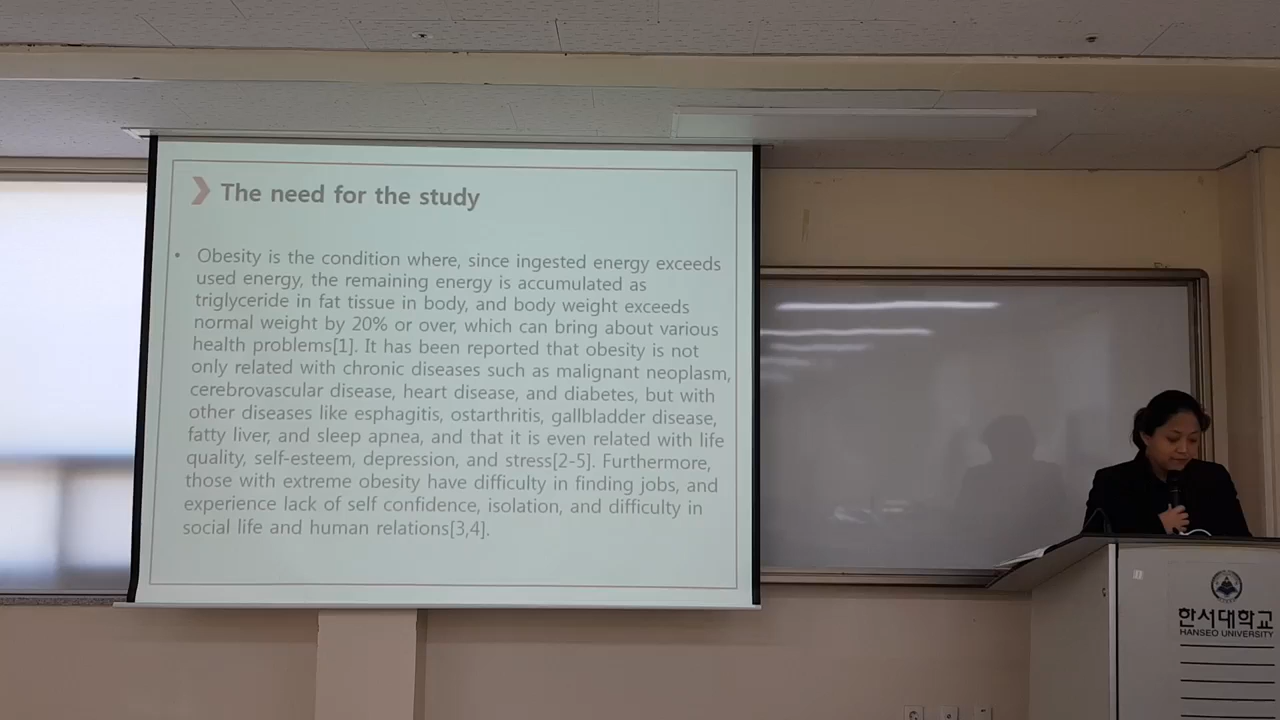 The need for the study
• Obesity is the condition where, since ingested energy exceeds
used energy, the remaining energy is accumulated as
triglyceride in fat tissue in body, and body weight exceeds
normal weight by 20% or over, which can bring about various
health problems[1]. It has been reported that obesity is not
only related with chronic diseases such as malignant neoplasm,
cerebrovascular disease, heart disease, and diabetes, but with
other diseases like esphagitis, ostarthritis, gallbladder disease,
fatty liver, and sleep apnea, and that it is even related with life
quality, self-esteem, depression, and stress[2-5]. Furthermore,
those with extreme obesity have difficulty in finding jobs, and
experience lack of self confidence, isolation, and difficulty in
social life and human relations[3,4].
한서대학교
HANSEO UNIVERSITY